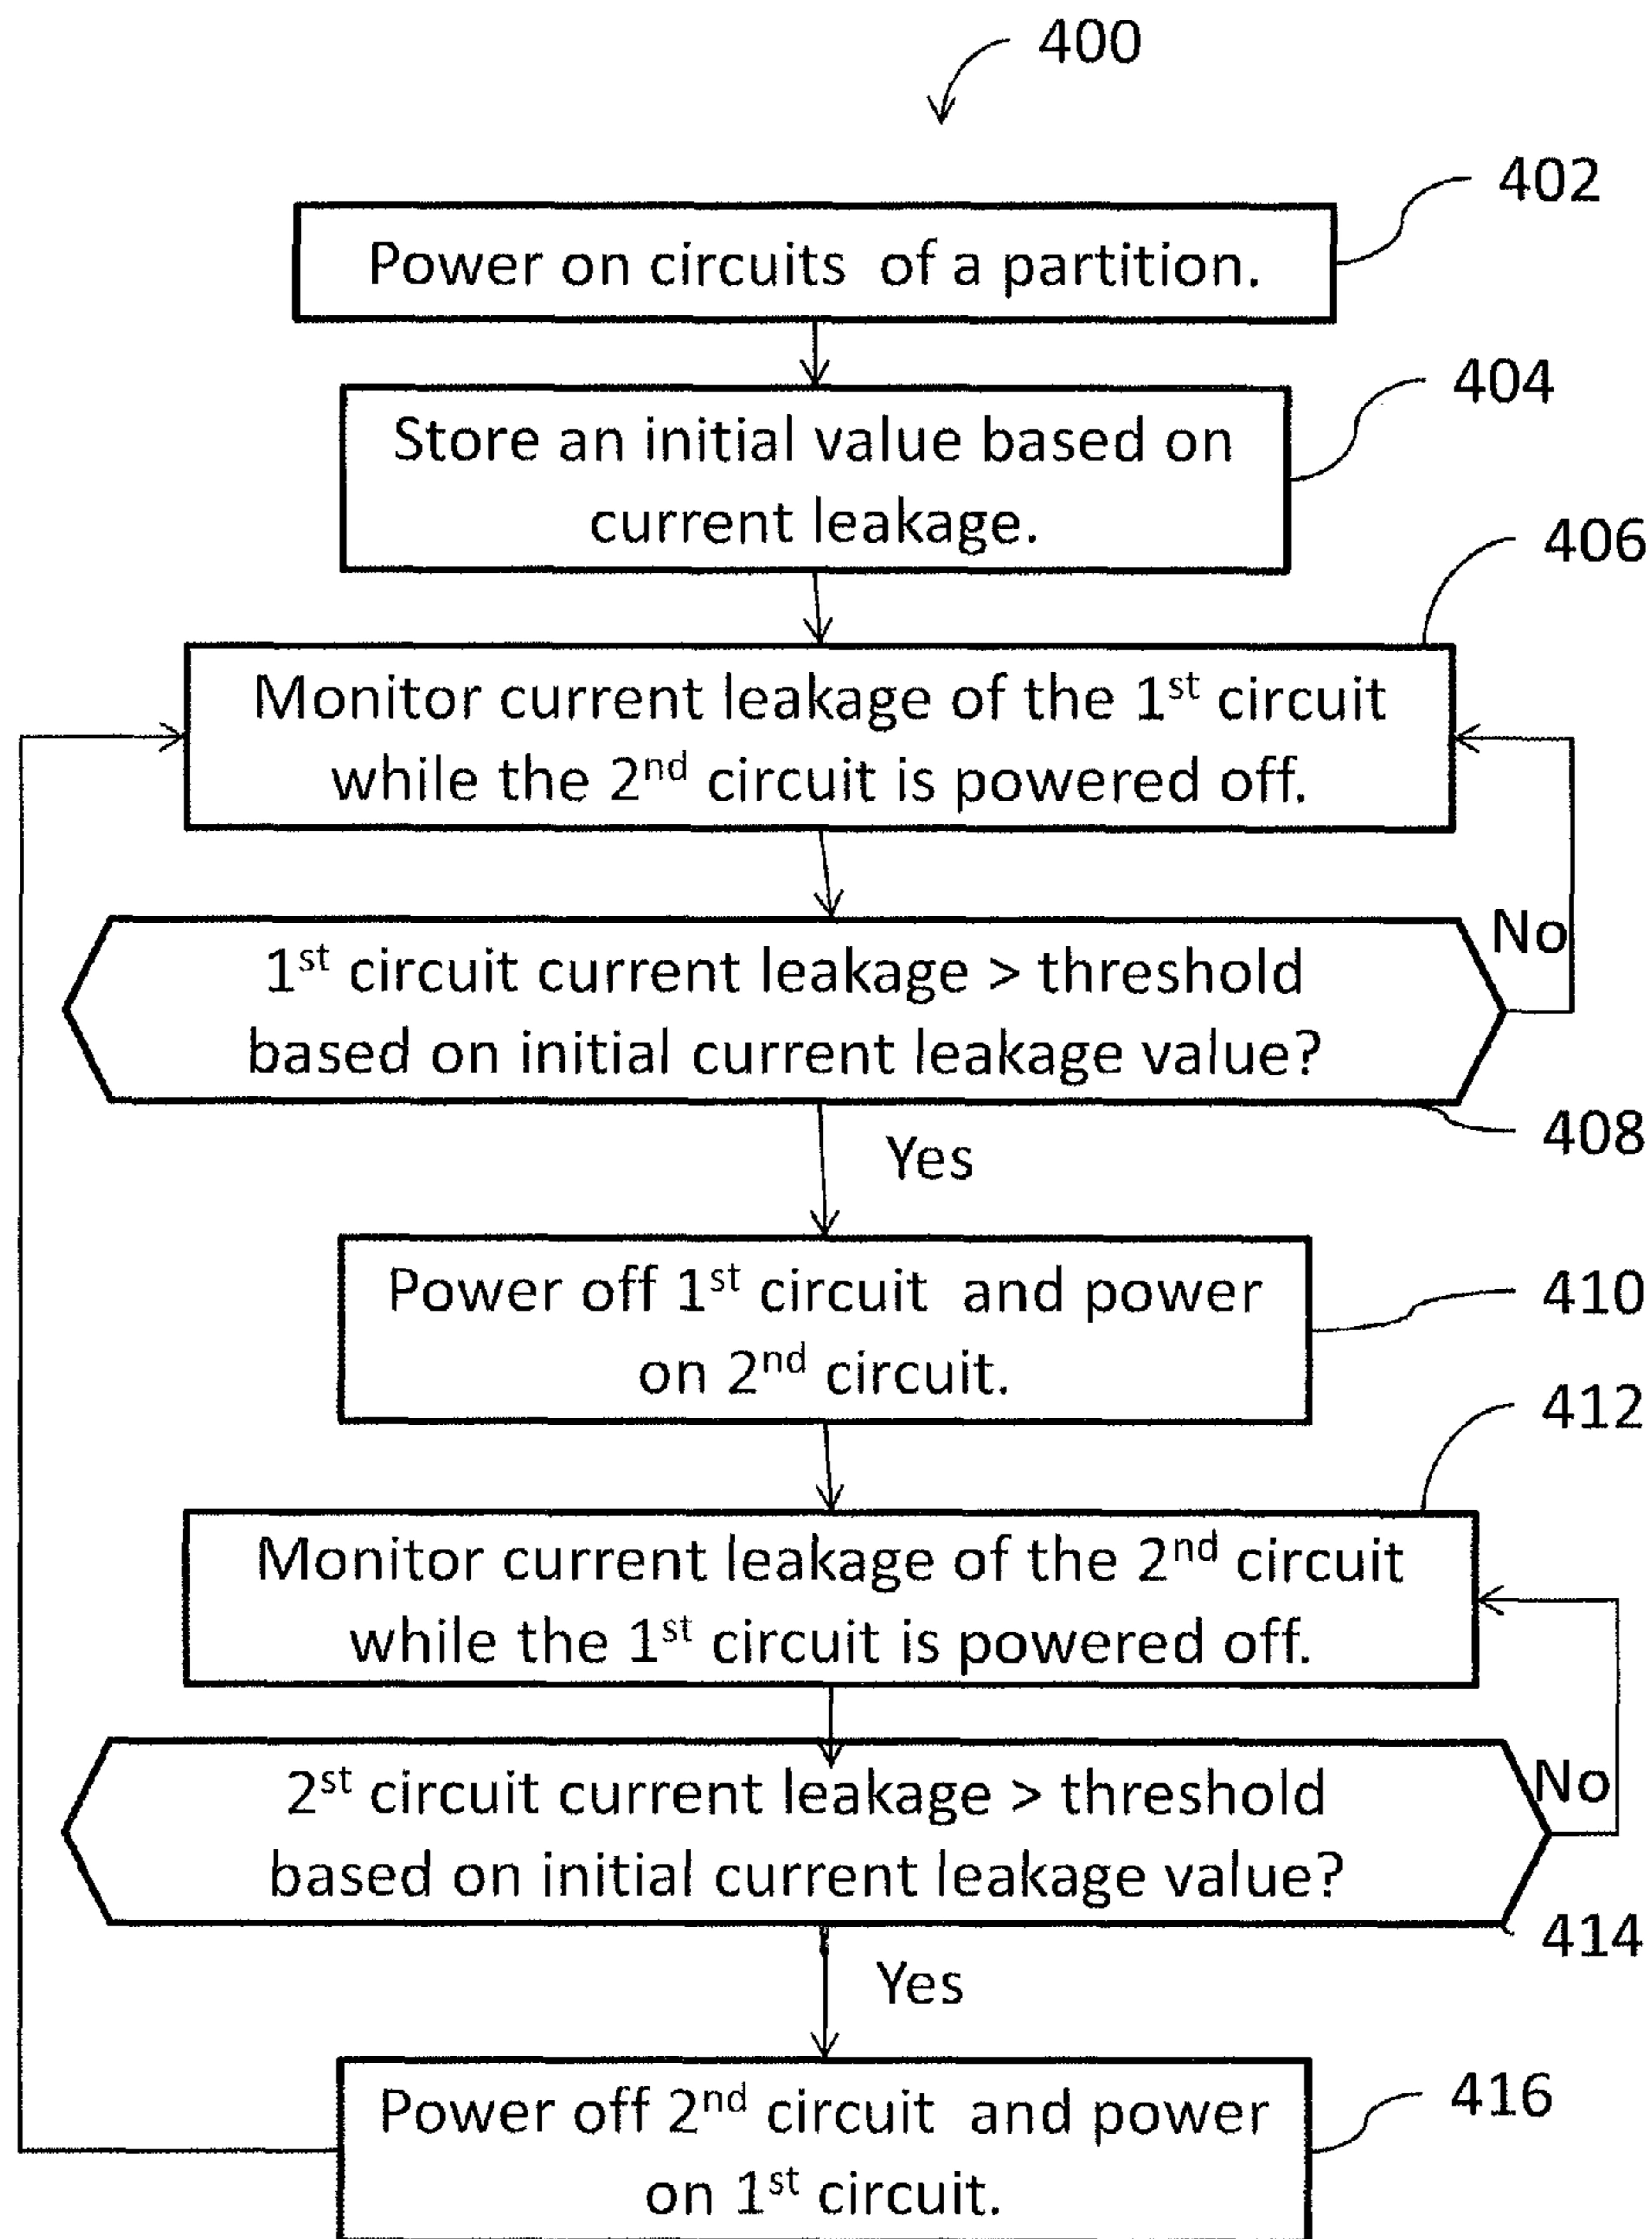 400
402
Power on circuits of a partition.
404
Store an initial value based on
current leakage.
406
Monitor current leakage of the 1st circuit
while the 2nd circuit is powered off.
No
1st circuit current leakage > threshold
based on initial current leakage value?
408
Yes
Power off 1st circuit and power
on 2nd circuit.
410
412
Monitor current leakage of the 2nd circuit
while the 1st circuit is powered off.
No
2st circuit current leakage > threshold
based on initial current leakage value?
414
Yes
416
Power off 2nd circuit and power
on 1st circuit.